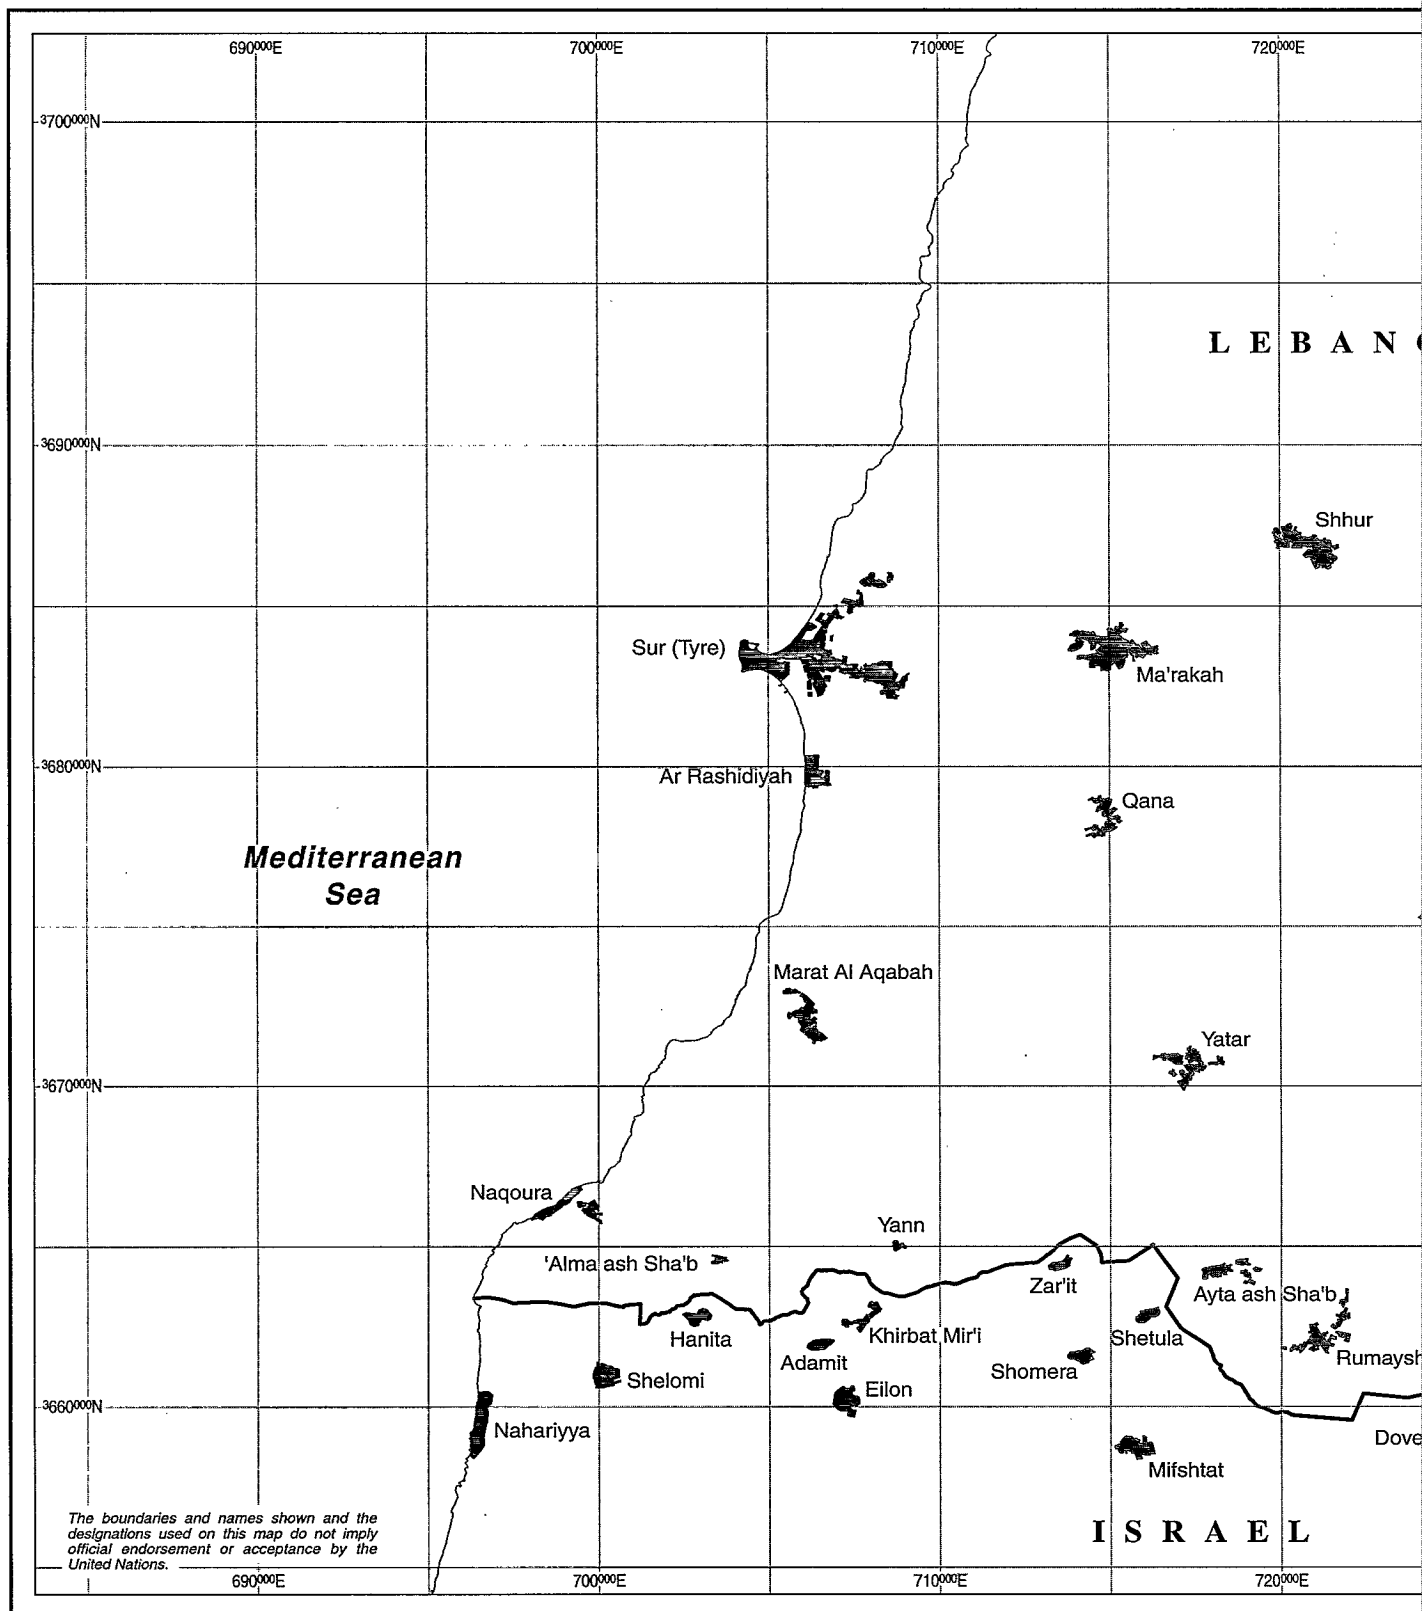 690000E 700000E 710000E 720000E
3700000N
LEBANO
3690000N
Shhur
Sur (Tyre)
Ma'rakah
3680000N
Ar Rashidiyah
Qana
Mediterranean
Sea
Marat Al Aqabah
Yatar
3670000N
Naqoura
Yann
'Alma ash Sha'b
Zar'it
Ayta ash Sha'b
Hanita
Khirbat Mir'i
Shetula
Adamit
Rumaysh
Shomera
Shelomi
Eilon
3660000N
Nahariyya
Dove
Mifshtat
The boundaries and names shown and the
designations used on this map do not imply
official endorsement or acceptance by the
United Nations.
ISRAEL
690000E 700000E 710000E 720000E